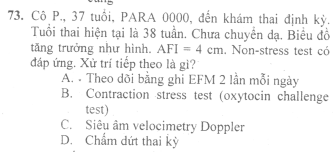 73. Cô P., 37 tuổi, PARA 0000, đến khám thai định kỳ.
Tuổi thai hiện tại là 38 tuần. Chưa chuyển dạ. Biểu đồ
tăng trưởng như hình. AFI = 4 cm. Non-stress test có
đáp ứng. Xử trí tiếp theo là gì?
A. Theo dõi bằng ghi EFM 2 lần mỗi ngày
B. Contraction stress test (oxytocin challenge
test)
C. Siêu âm velocimetry Doppler
D. Chấm dứt thai kỳ